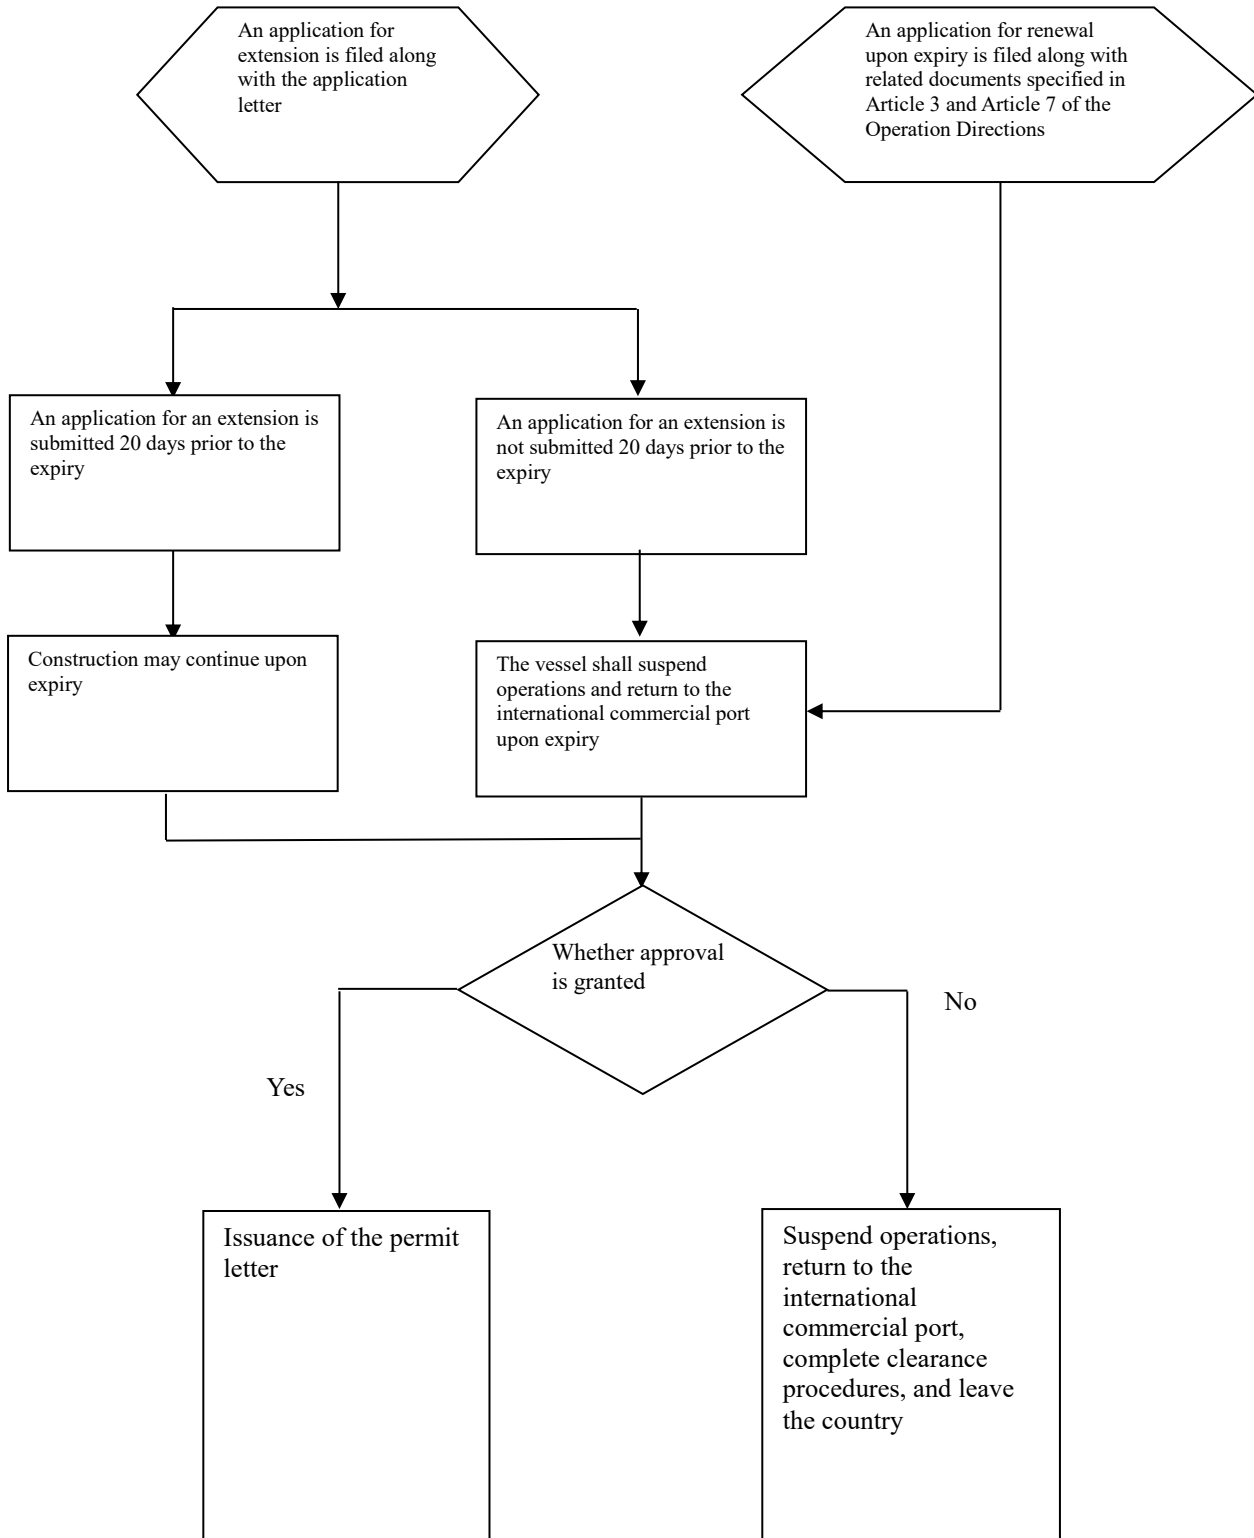 An application for
extension is filed along
with the application
letter
An application for renewal
upon expiry is filed along with
related documents specified in
Article 3 and Article 7 of the
Operation Directions
An application for an extension is
submitted 20 days prior to the
expiry
An application for an extension is
not submitted 20 days prior to the
expiry
Construction may continue upon
expiry
The vessel shall suspend
operations and return to the
international commercial port
upon expiry
Whether approval
is granted
No
Yes
Issuance of the permit
letter
Suspend operations,
return to the
international
commercial port,
complete clearance
procedures, and leave
the country